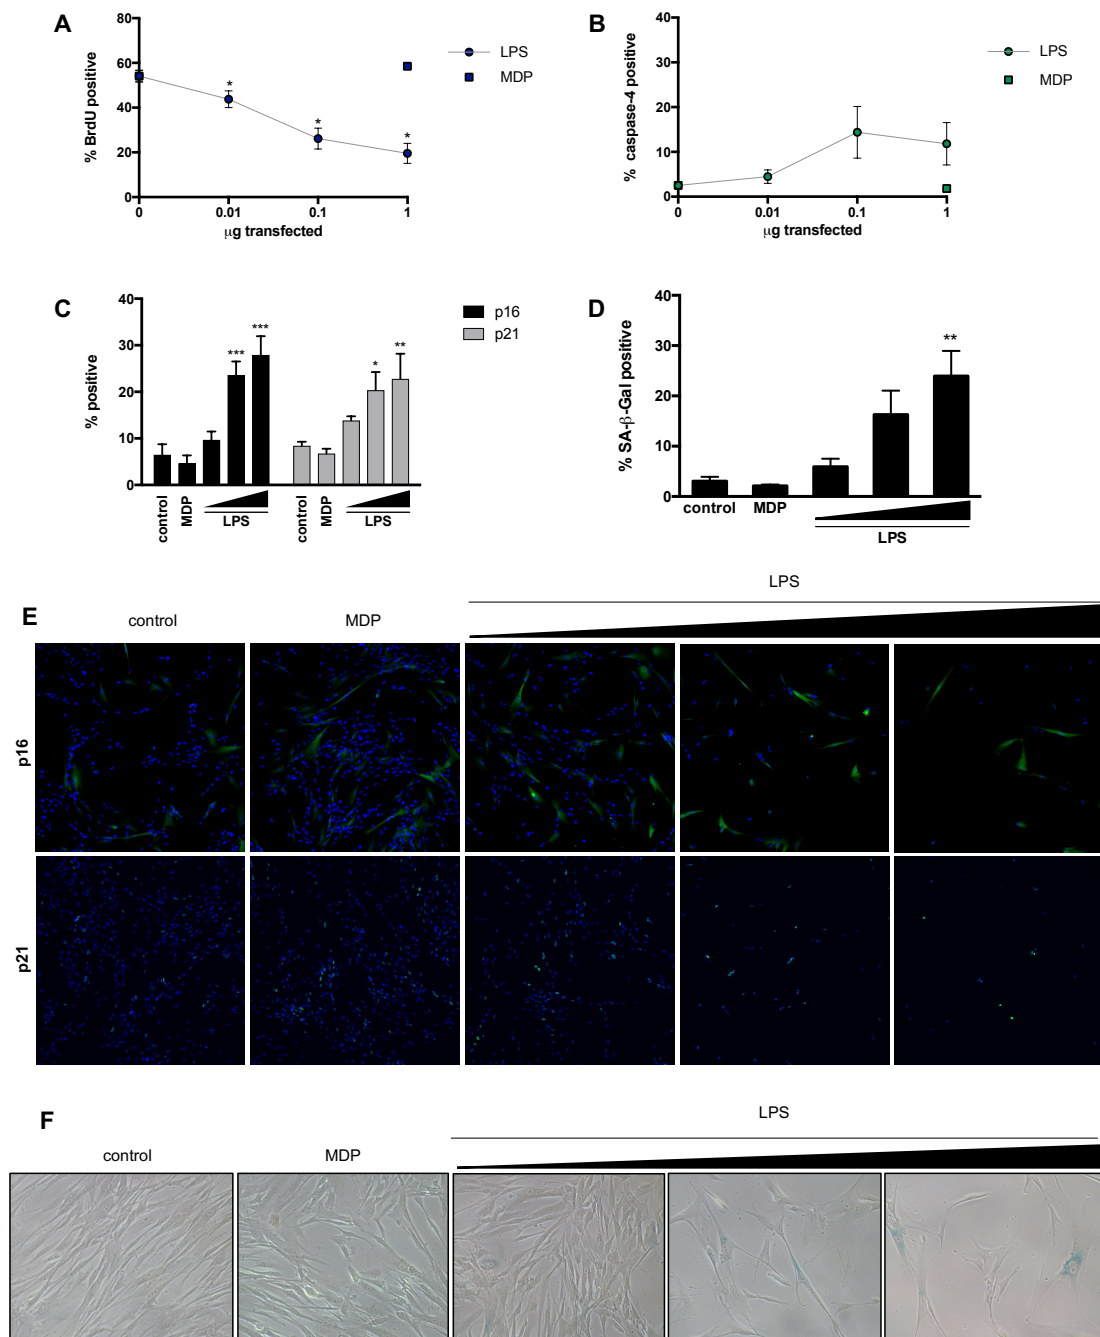 A
% BrdU positive
80
60
40
20
0
*
*
*
0
0.01
0.1
1
μg transfected
LPS
MDP
B
% caspase-4 positive
40
30
20
10
0
0
0.01
0.1
1
μg transfected
LPS
MDP
C
% positive
40
30
20
10
0
***
***
*
**
p16
p21
control
MDP
LPS
control
MDP
LPS
D
% SA-β-Gal positive
40
30
20
10
0
**
control
MDP
LPS
E
control
MDP
LPS
p16
p21
F
control
MDP
LPS